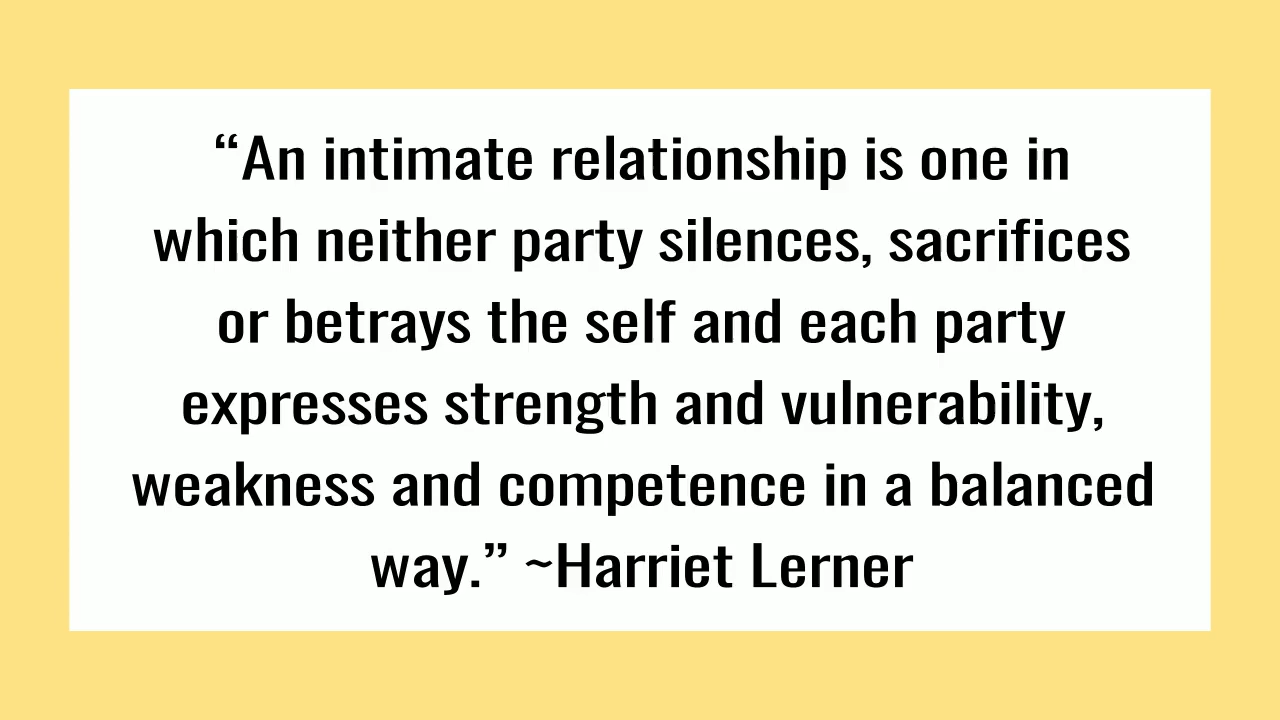 “An intimate relationship is one in
which neither party silences, sacrifices
or betrays the self and each party
expresses strength and vulnerability,
weakness and competence in a balanced
way.” ~Harriet Lerner